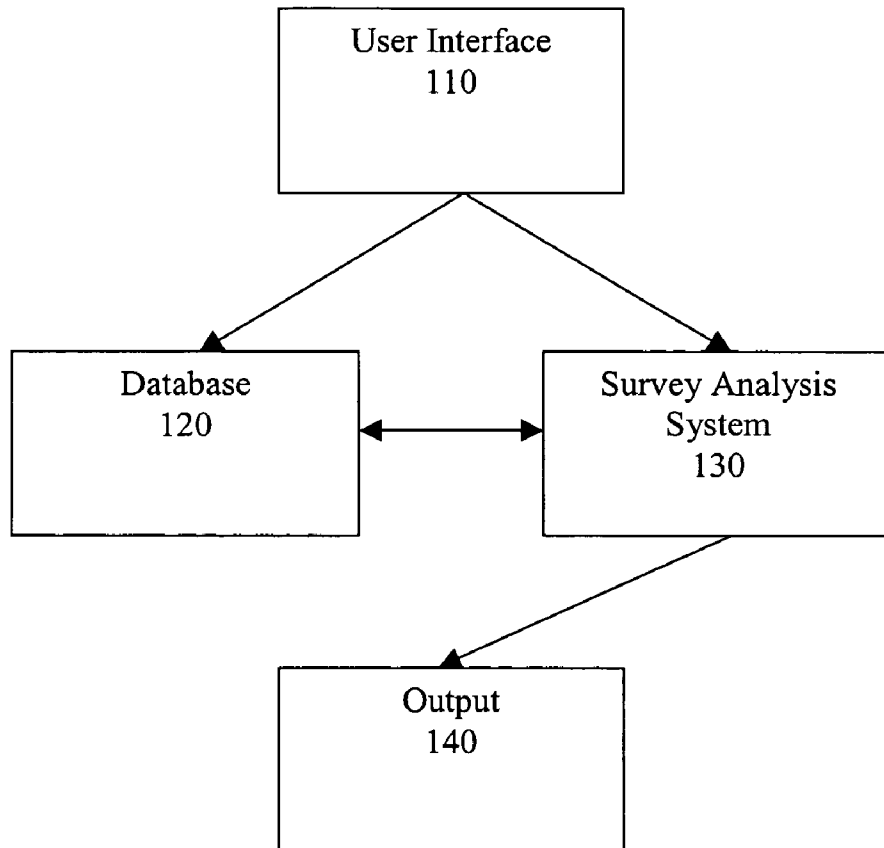 User Interface
110
Database
120
Survey Analysis
System
130
Output
140